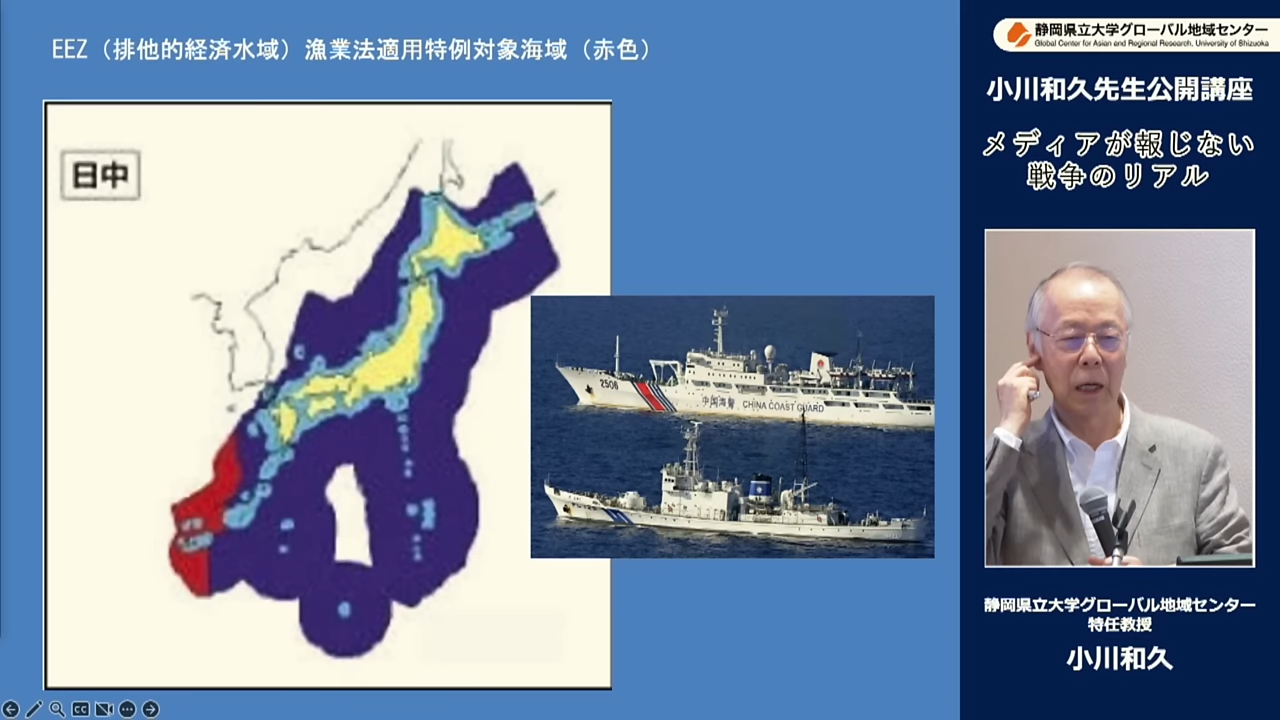 EEZ（排他的経済水域）漁業法適用特例対象海域（赤色）
日中
2506
中国海警 CHINA COAST GUARD
静岡県立大学グローバル地域センター
Global Center for Asian and Regional Research, University of Shizuoka
小川和久先生公開講座
メディアが報じない
戦争のリアル
静岡県立大学グローバル地域センター
特任教授
小川和久
CC